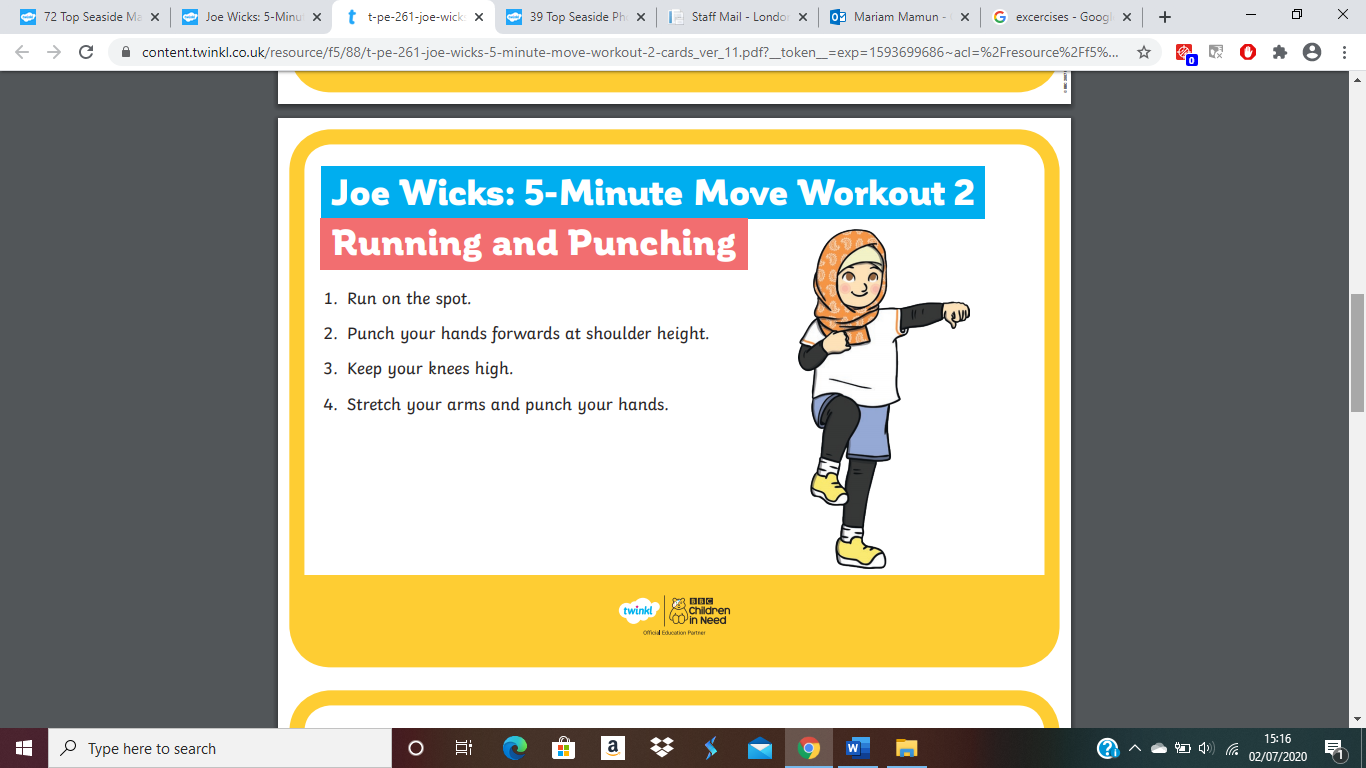 72 Top Seaside Ma
Joe Wicks: 5-Minu
t-pe-261-joe-wick
39 Top Seaside Ph
Staff Mail - Londo
Mariam Mamun -
excercises - Googl
content.twinkl.co.uk/resource/f5/88/t-pe-261-joe-wicks-5-minute-move-workout-2-cards_ver_11.pdf?__token__=exp=1593699686~acl=%2Fresource%2Ff5%...
0
Joe Wicks: 5-Minute Move Workout 2
Running and Punching
1. Run on the spot.
2. Punch your hands forwards at shoulder height.
3. Keep your knees high.
4. Stretch your arms and punch your hands.
twinkl
BBC
Children
in Need
Official Education Partner
Type here to search
15:16
02/07/2020
1